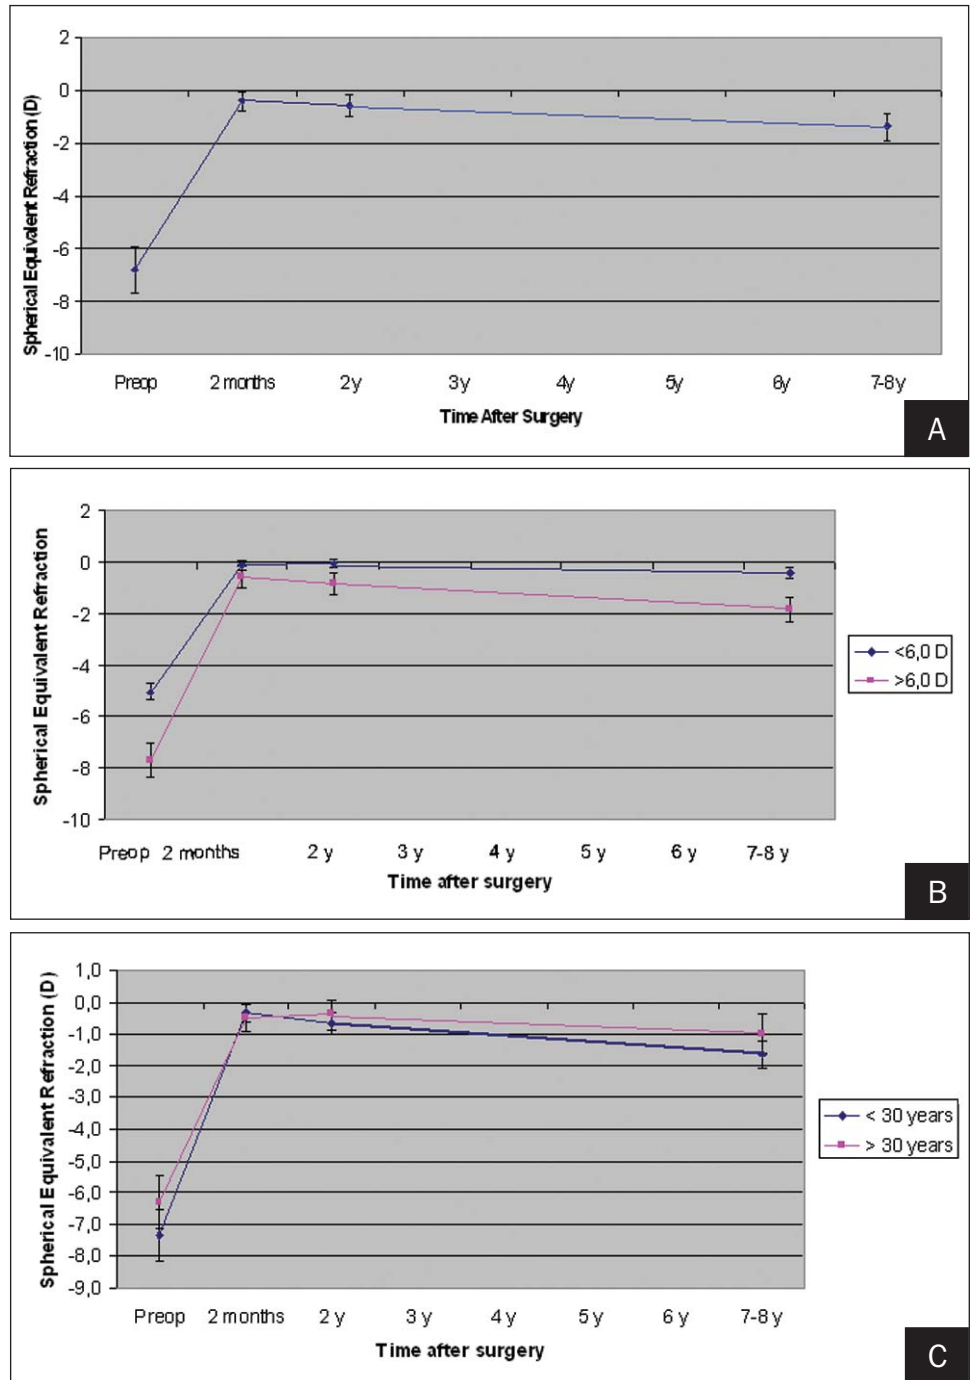 2
0
-2
-4
-6
-8
-10
Spherical Equivalent Refraction (D)
Preop 2 months 2y 3y 4y 5y 6y 7-8y
Time After Surgery
A
2
0
-2
-4
-6
-8
-10
Spherical Equivalent Refraction
<6,0 D
>6,0 D
Preop 2 months 2 y 3 y 4 y 5 y 6 y 7-8 y
Time after surgery
B
1,0
0,0
-1,0
-2,0
-3,0
-4,0
-5,0
-6,0
-7,0
-8,0
-9,0
Spherical Equivalent Refraction (D)
< 30 years
> 30 years
Preop 2 months 2 y 3 y 4 y 5 y 6 y 7-8 y
Time after surgery
C